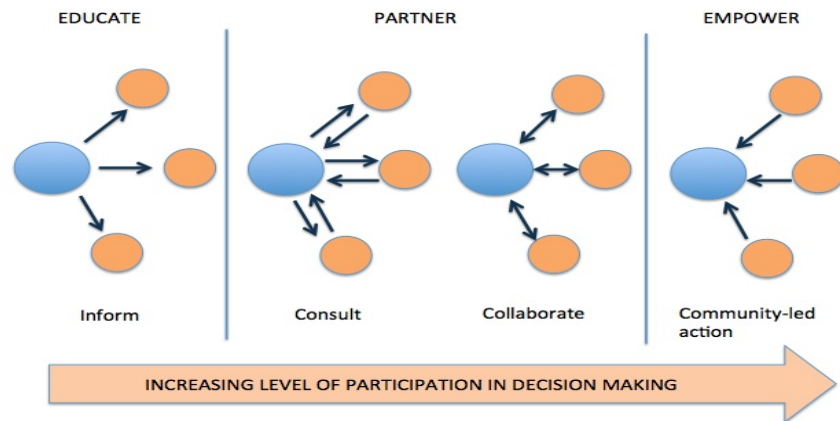 EDUCATE
PARTNER
EMPOWER
Inform
Consult
Collaborate
Community-led
action
INCREASING LEVEL OF PARTICIPATION IN DECISION MAKING